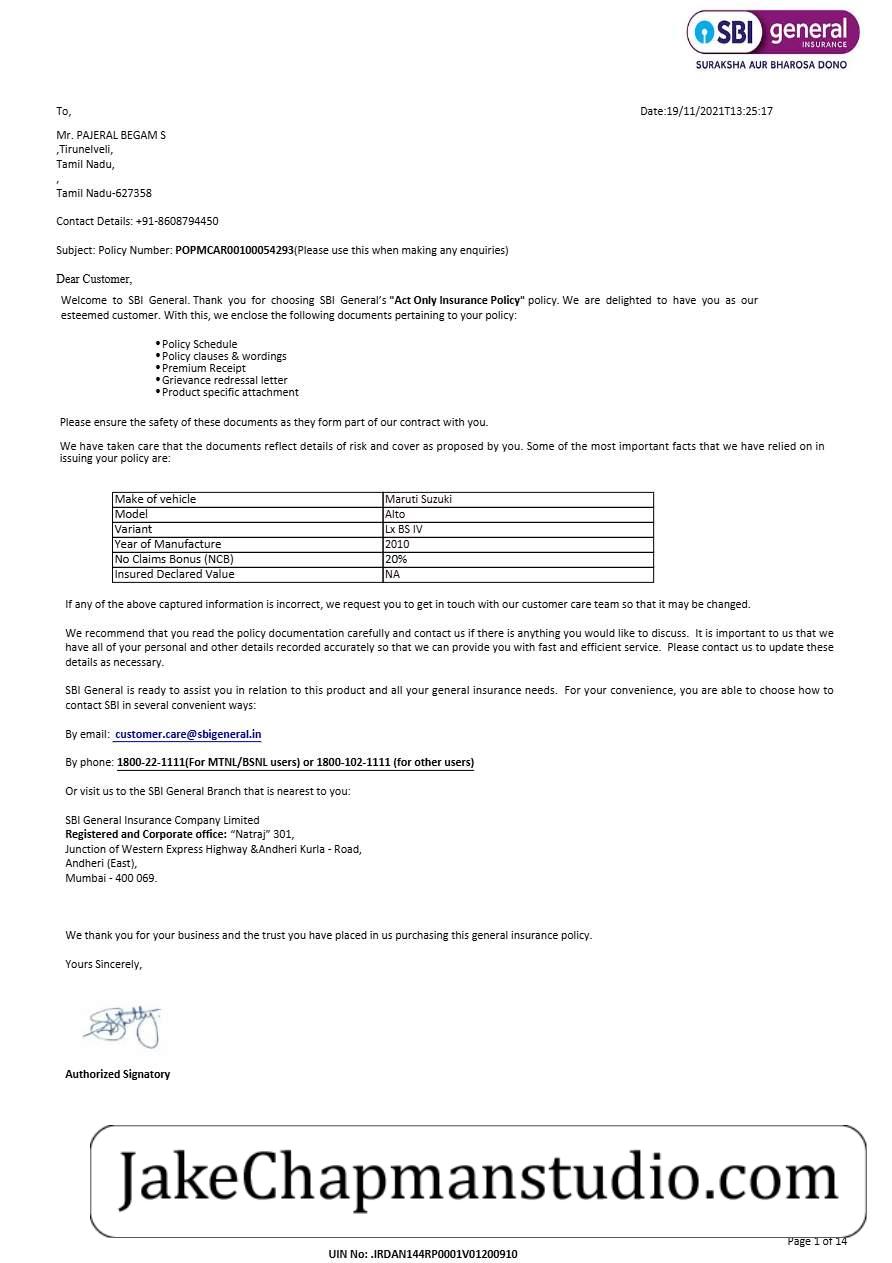 SBI general
INSURANCE
SURAKSHA AUR BHAROSA DONO
To,
Date:19/11/2021T13:25:17
Mr. PAJERAL BEGAM S
,Tirunelveli,
Tamil Nadu,
,
Tamil Nadu-627358
Contact Details: +91-8608794450
Subject: Policy Number: POPMCAR00100054293(Please use this when making any enquiries)
Dear Customer,
Welcome to SBI General. Thank you for choosing SBI General's "Act Only Insurance Policy" policy. We are delighted to have you as our
esteemed customer. With this, we enclose the following documents pertaining to your policy:
•Policy Schedule
•Policy clauses & wordings
•Premium Receipt
•Grievance redressal letter
•Product specific attachment
Please ensure the safety of these documents as they form part of our contract with you.
We have taken care that the documents reflect details of risk and cover as proposed by you. Some of the most important facts that we have relied on in
issuing your policy are:
Make of vehicle Maruti Suzuki
Model Alto
Variant Lx BS IV
Year of Manufacture 2010
No Claims Bonus (NCB) 20%
Insured Declared Value NA
If any of the above captured information is incorrect, we request you to get in touch with our customer care team so that it may be changed.
We recommend that you read the policy documentation carefully and contact us if there is anything you would like to discuss. It is important to us that we
have all of your personal and other details recorded accurately so that we can provide you with fast and efficient service. Please contact us to update these
details as necessary.
SBI General is ready to assist you in relation to this product and all your general insurance needs. For your convenience, you are able to choose how to
contact SBI in several convenient ways:
By email: customer.care@sbigeneral.in
By phone: 1800-22-1111(For MTNL/BSNL users) or 1800-102-1111 (for other users)
Or visit us to the SBI General Branch that is nearest to you:
SBI General Insurance Company Limited
Registered and Corporate office: “Natraj” 301,
Junction of Western Express Highway &Andheri Kurla - Road,
Andheri (East),
Mumbai - 400 069.
We thank you for your business and the trust you have placed in us purchasing this general insurance policy.
Yours Sincerely,
Authorized Signatory
JakeChapmanstudio.com
Page 1 of 14
UIN No: .IRDAN144RP0001V01200910